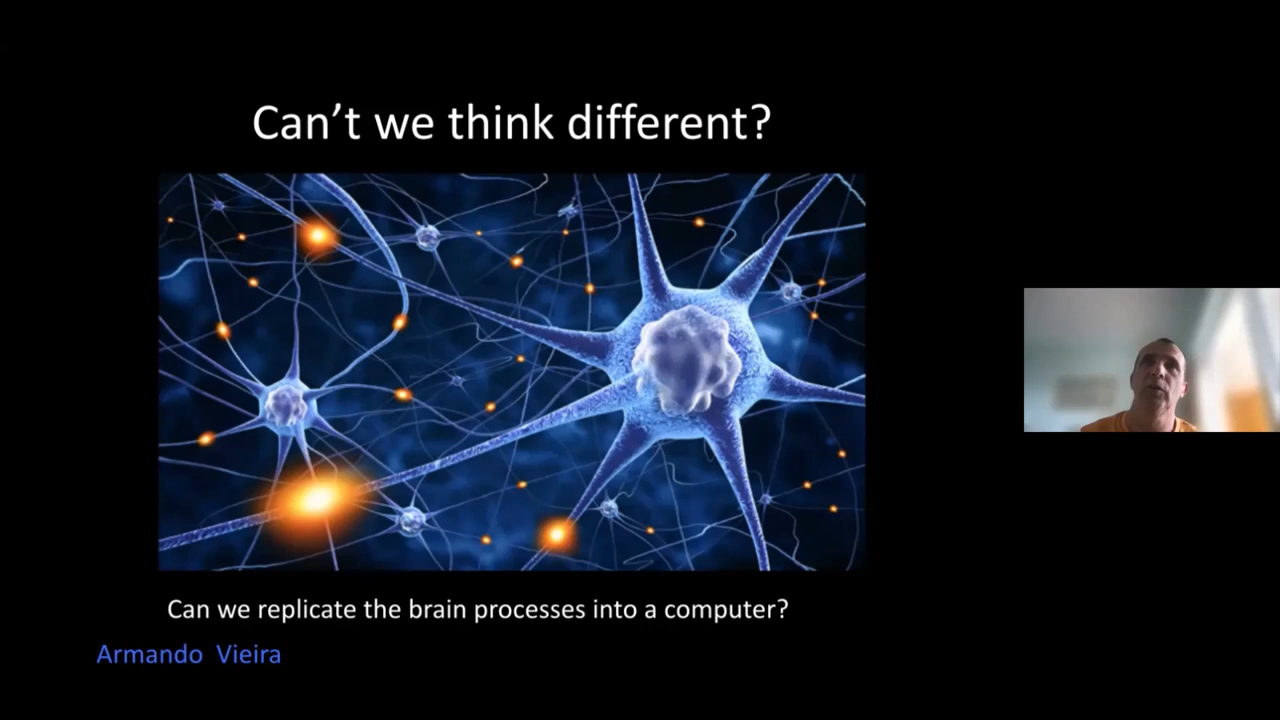 Can’t we think different?
Can we replicate the brain processes into a computer?
Armando  Vieira